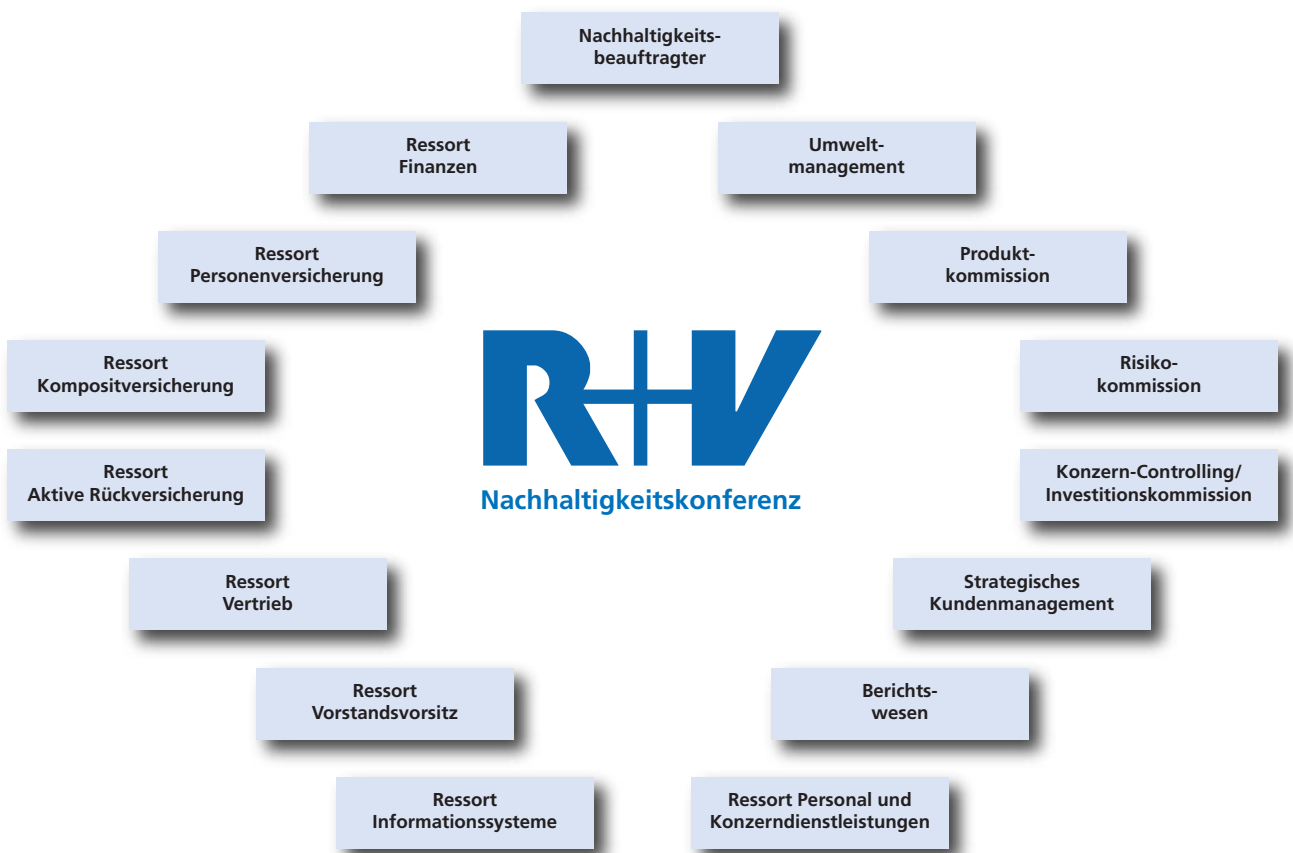 Nachhaltigkeits-
beauftragter
Ressort
Finanzen
Umwelt-
management
Ressort
Personenversicherung
Produkt-
kommission
Ressort
Kompositversicherung
R+V
Nachhaltigkeitskonferenz
Risiko-
kommission
Ressort
Aktive Rückversicherung
Konzern-Controlling/
Investitionskommission
Ressort
Vertrieb
Strategisches
Kundenmanagement
Ressort
Vorstandsvorsitz
Berichts-
wesen
Ressort
Informationssysteme
Ressort Personal und
Konzerndienstleistungen